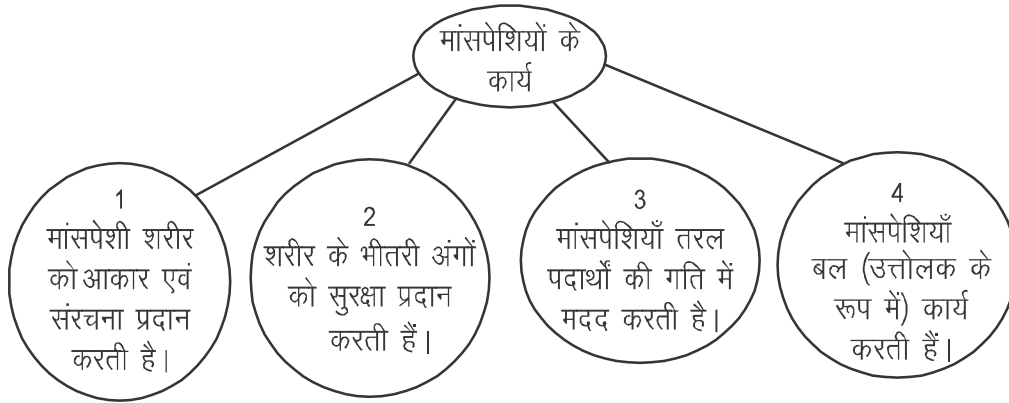 मांसपेशियों के
कार्य
1
मांसपेशी शरीर
को आकार एवं
संरचना प्रदान
करती है।
2
शरीर के भीतरी अंगों
को सुरक्षा प्रदान
करती हैं।
3
मांसपेशियाँ तरल
पदार्थों की गति में
मदद करती है।
4
मांसपेशियाँ
बल (उत्तोलक के
रूप में) कार्य
करती हैं।